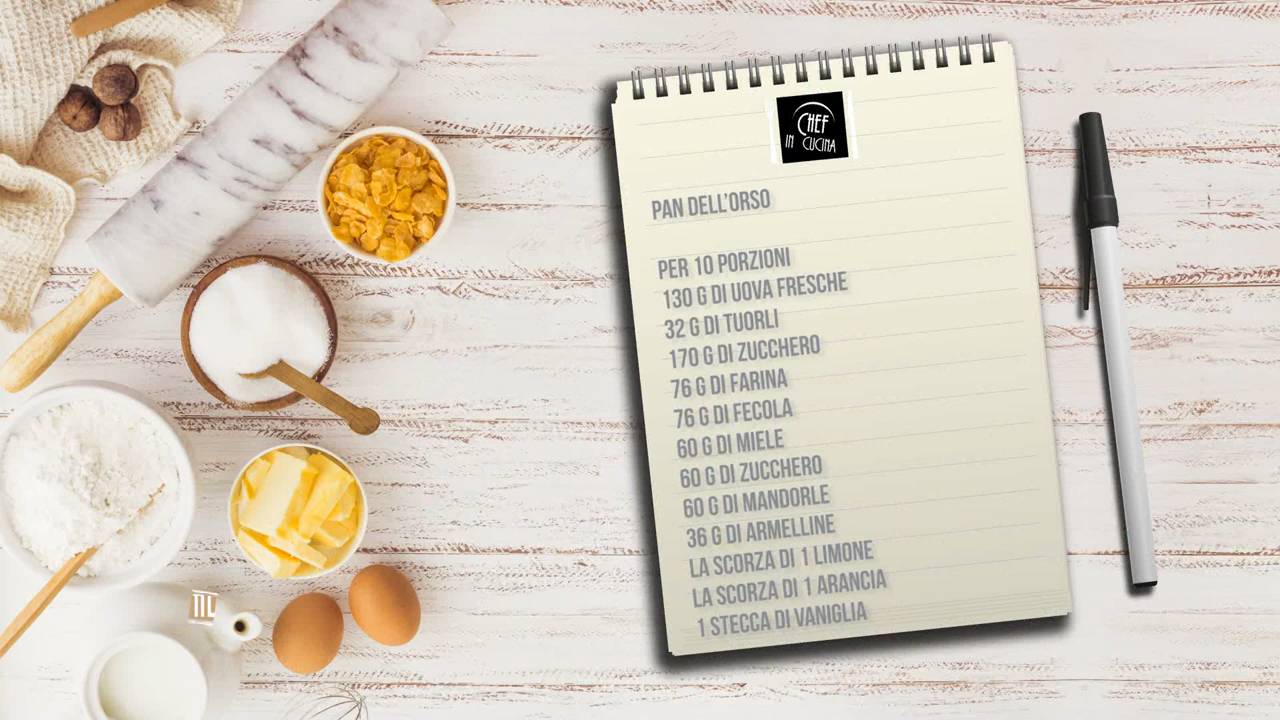 CHEF
IN CUCINA
PAN DELL'ORSO
PER 10 PORZIONI
130 G DI UOVA FRESCHE
32 G DI TUORLI
170 G DI ZUCCHERO
76 G DI FARINA
76 G DI FECOLA
60 G DI MIELE
60 G DI ZUCCHERO
60 G DI MANDORLE
36 G DI ARMELLINE
LA SCORZA DI 1 LIMONE
LA SCORZA DI 1 ARANCIA
1 STECCA DI VANIGLIA